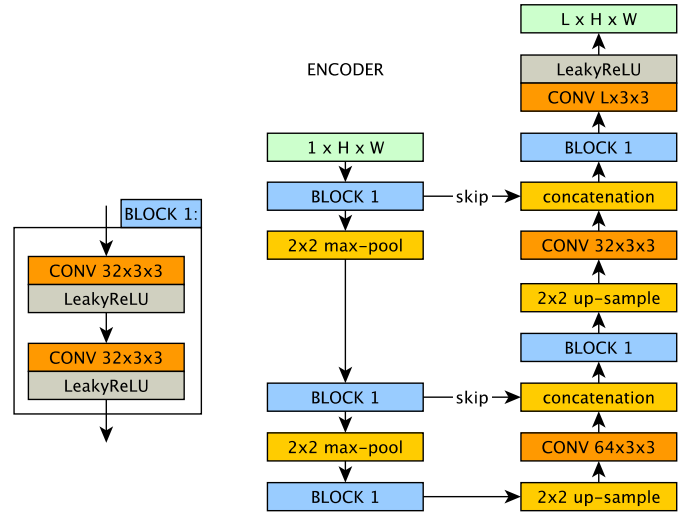 BLOCK 1:
CONV 32x3x3
LeakyReLU
CONV 32x3x3
LeakyReLU
ENCODER
1 x H x W
BLOCK 1
skip
2x2 max-pool
BLOCK 1
skip
2x2 max-pool
BLOCK 1
L x H x W
LeakyReLU
CONV Lx3x3
BLOCK 1
concatenation
CONV 32x3x3
2x2 up-sample
BLOCK 1
concatenation
CONV 64x3x3
2x2 up-sample